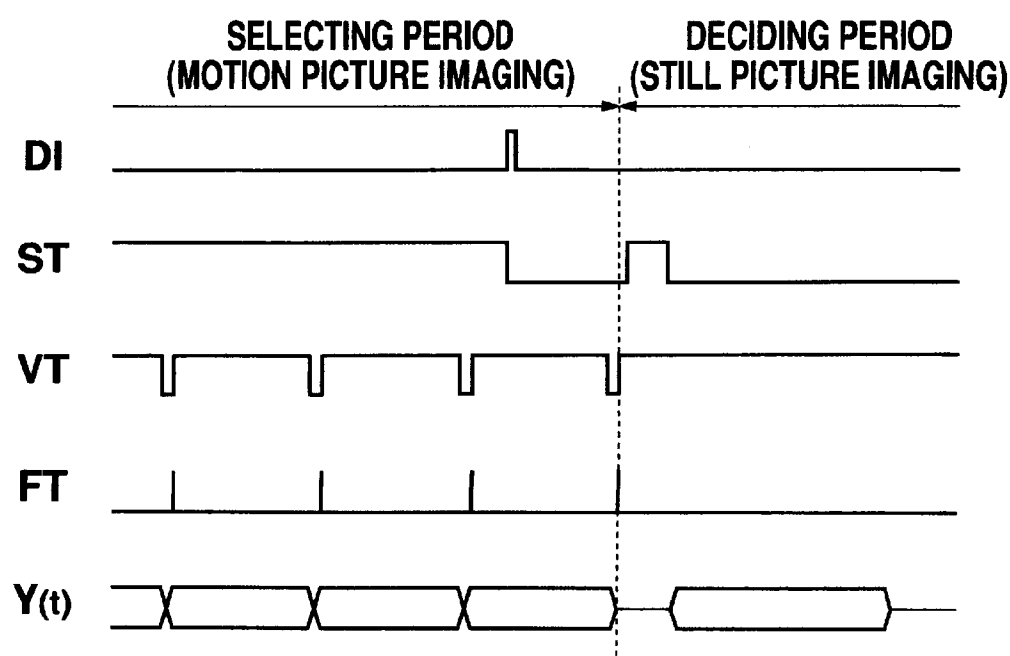 SELECTING PERIOD
(MOTION PICTURE IMAGING)
DECIDING PERIOD
(STILL PICTURE IMAGING)
DI
ST
VT
FT
Y(t)